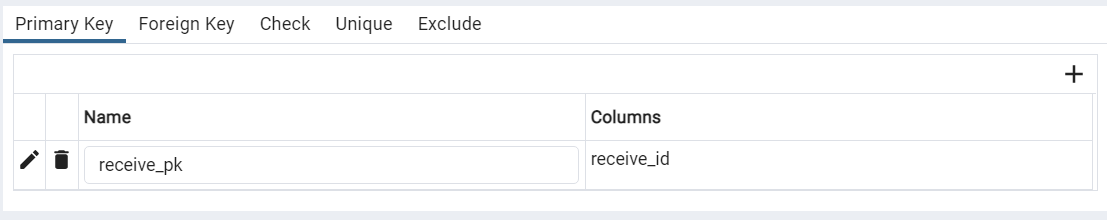 Primary Key Foreign Key Check Unique Exclude
Name Columns
receive_pk receive_id